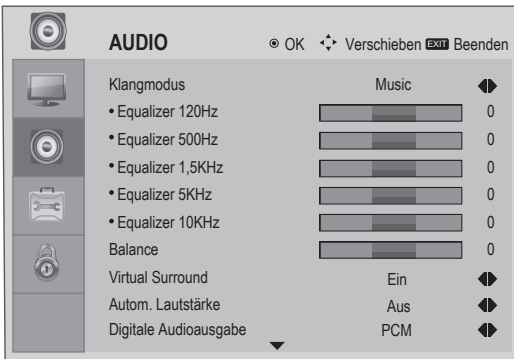 AUDIO OK Verschieben EXIT Beenden
Klangmodus Music
• Equalizer 120Hz 0
• Equalizer 500Hz 0
• Equalizer 1,5KHz 0
• Equalizer 5KHz 0
• Equalizer 10KHz 0
Balance 0
Virtual Surround Ein
Autom. Lautstärke Aus
Digitale Audioausgabe PCM